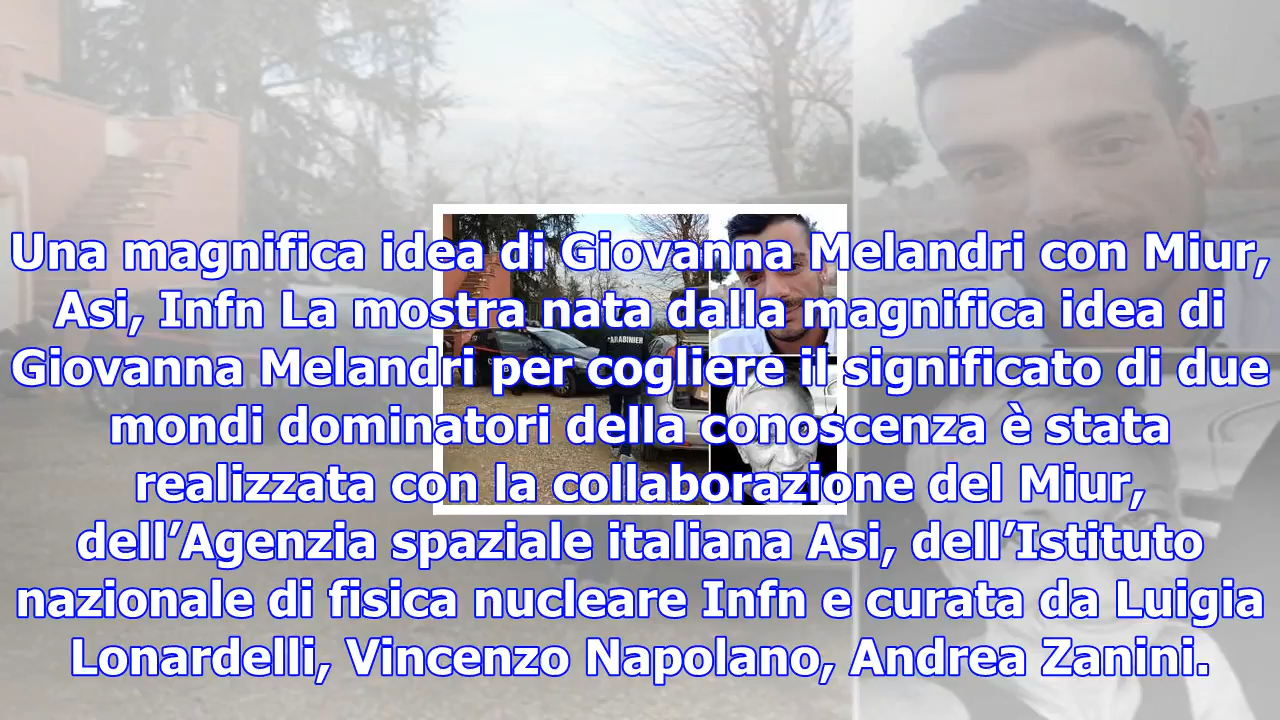 Una magnifica idea di Giovanna Melandri con Miur,
Asi, Infn La mostra nata dalla magnifica idea di
Giovanna Melandri per cogliere il significato di due
mondi dominatori della conoscenza è stata
realizzata con la collaborazione del Miur,
dell’Agenzia spaziale italiana Asi, dell’Istituto
nazionale di fisica nucleare Infn e curata da Luigia
Lonardelli, Vincenzo Napolano, Andrea Zanini.
CARABINIERI